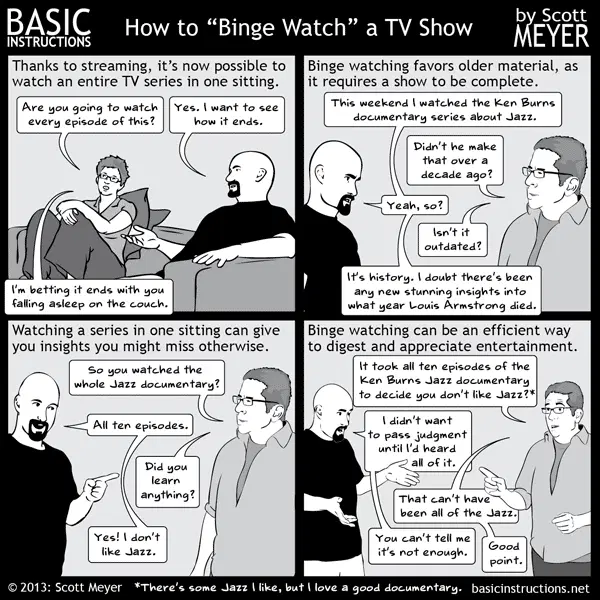 BASIC
INSTRUCTIONS
How to “Binge Watch” a TV Show
by Scott
MEYER
Thanks to streaming, it’s now possible to
watch an entire TV series in one sitting.
Are you going to watch
every episode of this?
Yes. I want to see
how it ends.
I'm betting it ends with you
falling asleep on the couch.
Binge watching favors older material, as
it requires a show to be complete.
This weekend I watched the Ken Burns
documentary series about Jazz.
Didn't he make
that over a
decade ago?
Yeah, so?
Isn't it
outdated?
It's history. I doubt there's been
any new stunning insights into
what year Louis Armstrong died.
Watching a series in one sitting can give
you insights you might miss otherwise.
So you watched the
whole Jazz documentary?
All ten episodes.
Did you
learn
anything?
Yes! I don't
like Jazz.
Binge watching can be an efficient way
to digest and appreciate entertainment.
It took all ten episodes of the
Ken Burns Jazz documentary
to decide you don't like Jazz?*
I didn't want
to pass judgment
until I'd heard
all of it.
That can't have
been all of the Jazz.
You can't tell me
it's not enough.
Good
point.
© 2013: Scott Meyer
*There's some Jazz I like, but I love a good documentary.
basicinstructions.net